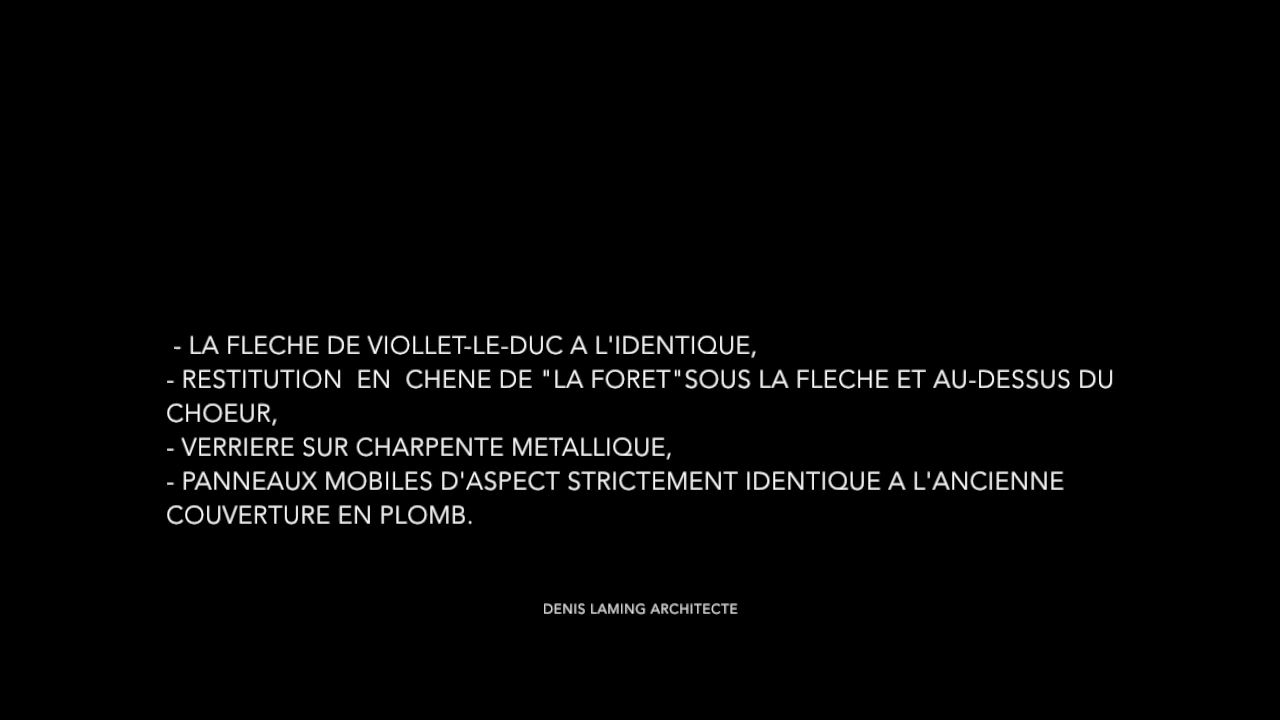 - LA FLECHE DE VIOLLET-LE-DUC A L'IDENTIQUE,
- RESTITUTION  EN  CHENE DE "LA FORET"SOUS LA FLECHE ET AU-DESSUS DU
CHOEUR,
- VERRIERE SUR CHARPENTE METALLIQUE,
- PANNEAUX MOBILES D'ASPECT STRICTEMENT IDENTIQUE A L'ANCIENNE
COUVERTURE EN PLOMB.
DENIS LAMING ARCHITECTE